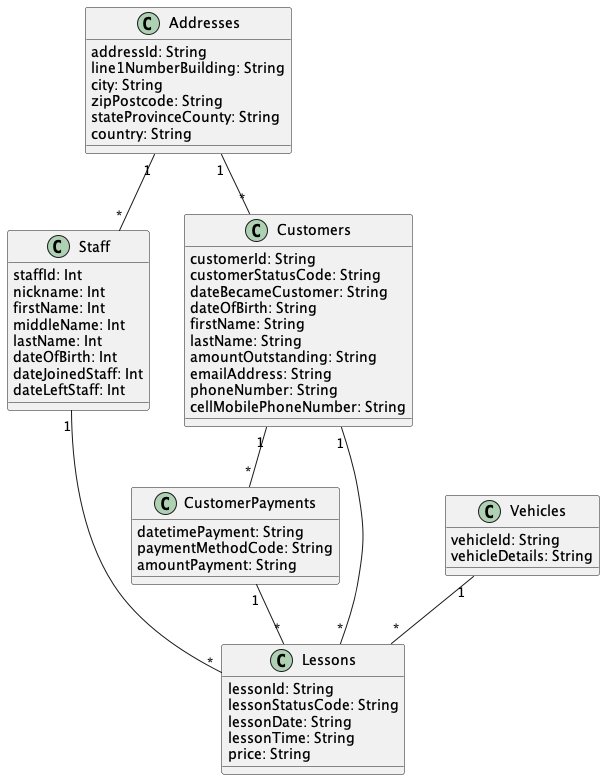 C Addresses
addressId: String
line1NumberBuilding: String
city: String
zipPostcode: String
stateProvinceCounty: String
country: String
1
1
*
*
C Staff
staffId: Int
nickname: Int
firstName: Int
middleName: Int
lastName: Int
dateOfBirth: Int
dateJoinedStaff: Int
dateLeftStaff: Int
C Customers
customerId: String
customerStatusCode: String
dateBecameCustomer: String
dateOfBirth: String
firstName: String
lastName: String
amountOutstanding: String
emailAddress: String
phoneNumber: String
cellMobilePhoneNumber: String
1
1
1
*
C CustomerPayments
datetimePayment: String
paymentMethodCode: String
amountPayment: String
C Vehicles
vehicleId: String
vehicleDetails: String
1
1
*
*
*
*
C Lessons
lessonId: String
lessonStatusCode: String
lessonDate: String
lessonTime: String
price: String